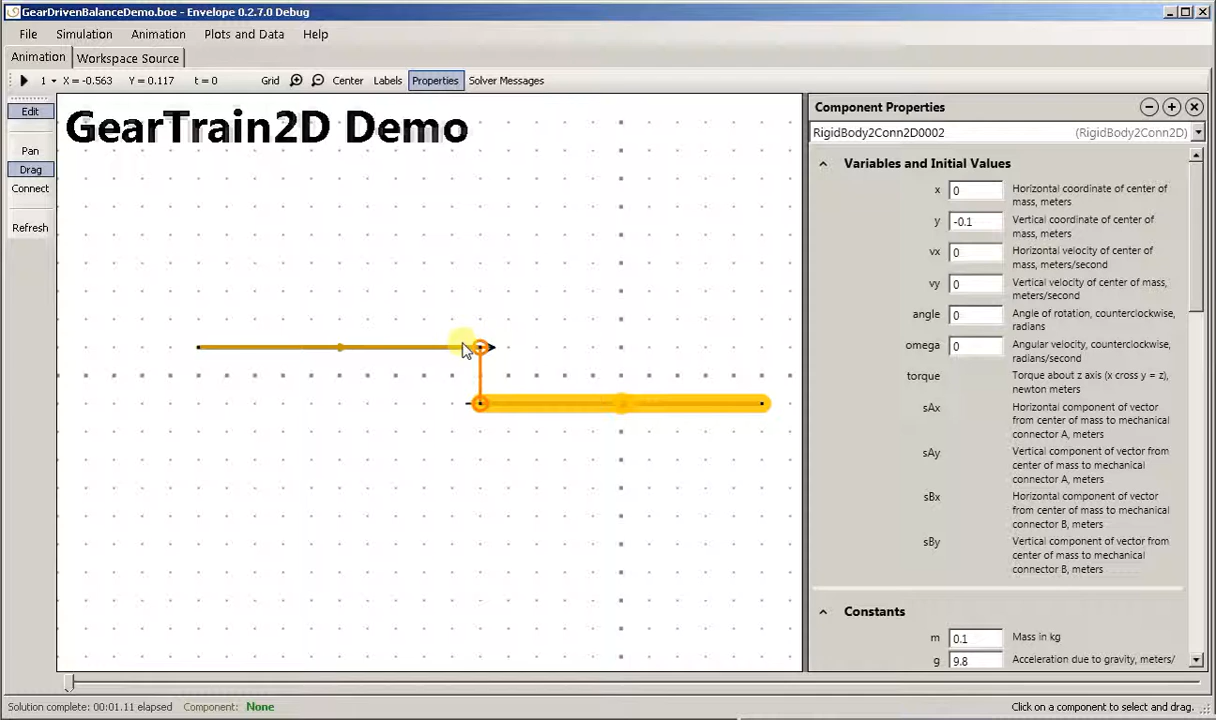 GearDrivenBalanceDemo.boe - Envelope 0.2.7.0 Debug
File Simulation Animation Plots and Data Help
Animation Workspace Source
1 X = -0.563 Y = 0.117 t = 0 Grid Center Labels Properties Solver Messages
Edit
Pan
Drag
Connect
Refresh
GearTrain2D Demo
Component Properties
RigidBody2Conn2D0002 (RigidBody2Conn2D)
Variables and Initial Values
x 0 Horizontal coordinate of center of
mass, meters
y -0.1 Vertical coordinate of center of
mass, meters
vx 0 Horizontal velocity of center of
mass, meters/second
vy 0 Vertical velocity of center of mass,
meters/second
angle 0 Angle of rotation, counterclockwise,
radians
omega 0 Angular velocity, counterclockwise,
radians/second
torque Torque about z axis (x cross y = z),
newton meters
sAx Horizontal component of vector
from center of mass to mechanical
connector A, meters
sAy Vertical component of vector from
center of mass to mechanical
connector A, meters
sBx Horizontal component of vector
from center of mass to mechanical
connector B, meters
sBy Vertical component of vector from
center of mass to mechanical
connector B, meters
Constants
m 0.1 Mass in kg
g 9.8 Acceleration due to gravity, meters/
Solution complete: 00:01.11 elapsed Component: None Click on a component to select and drag.